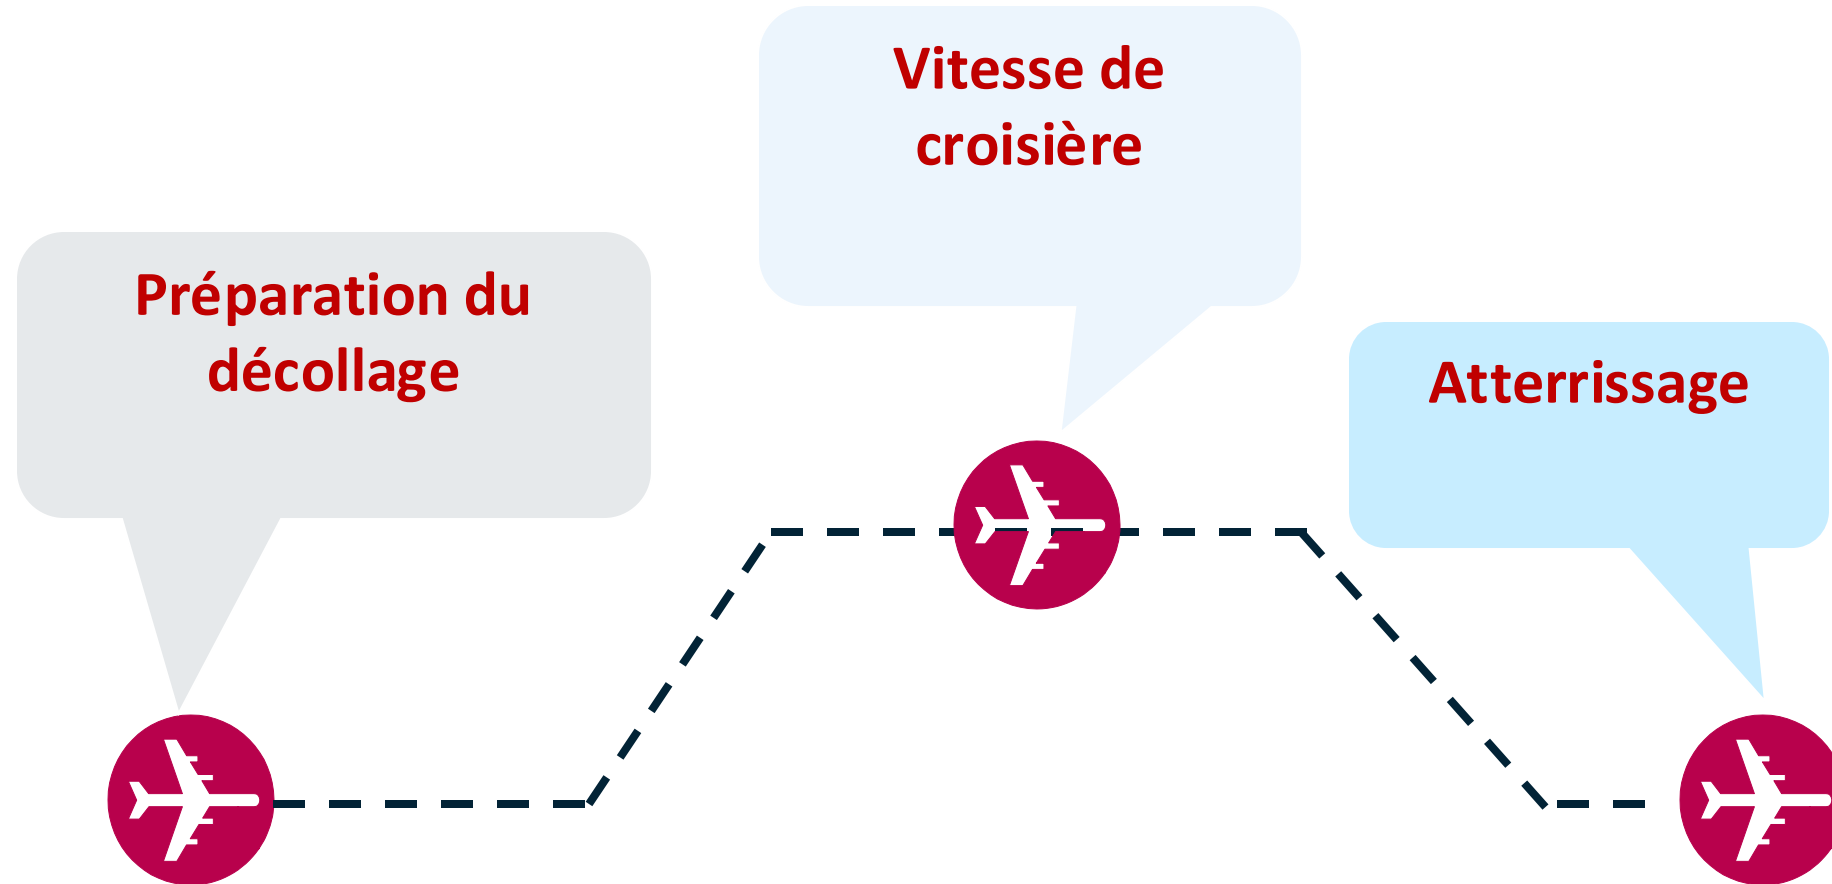 Vitesse de
croisière
Préparation du
décollage
Atterrissage